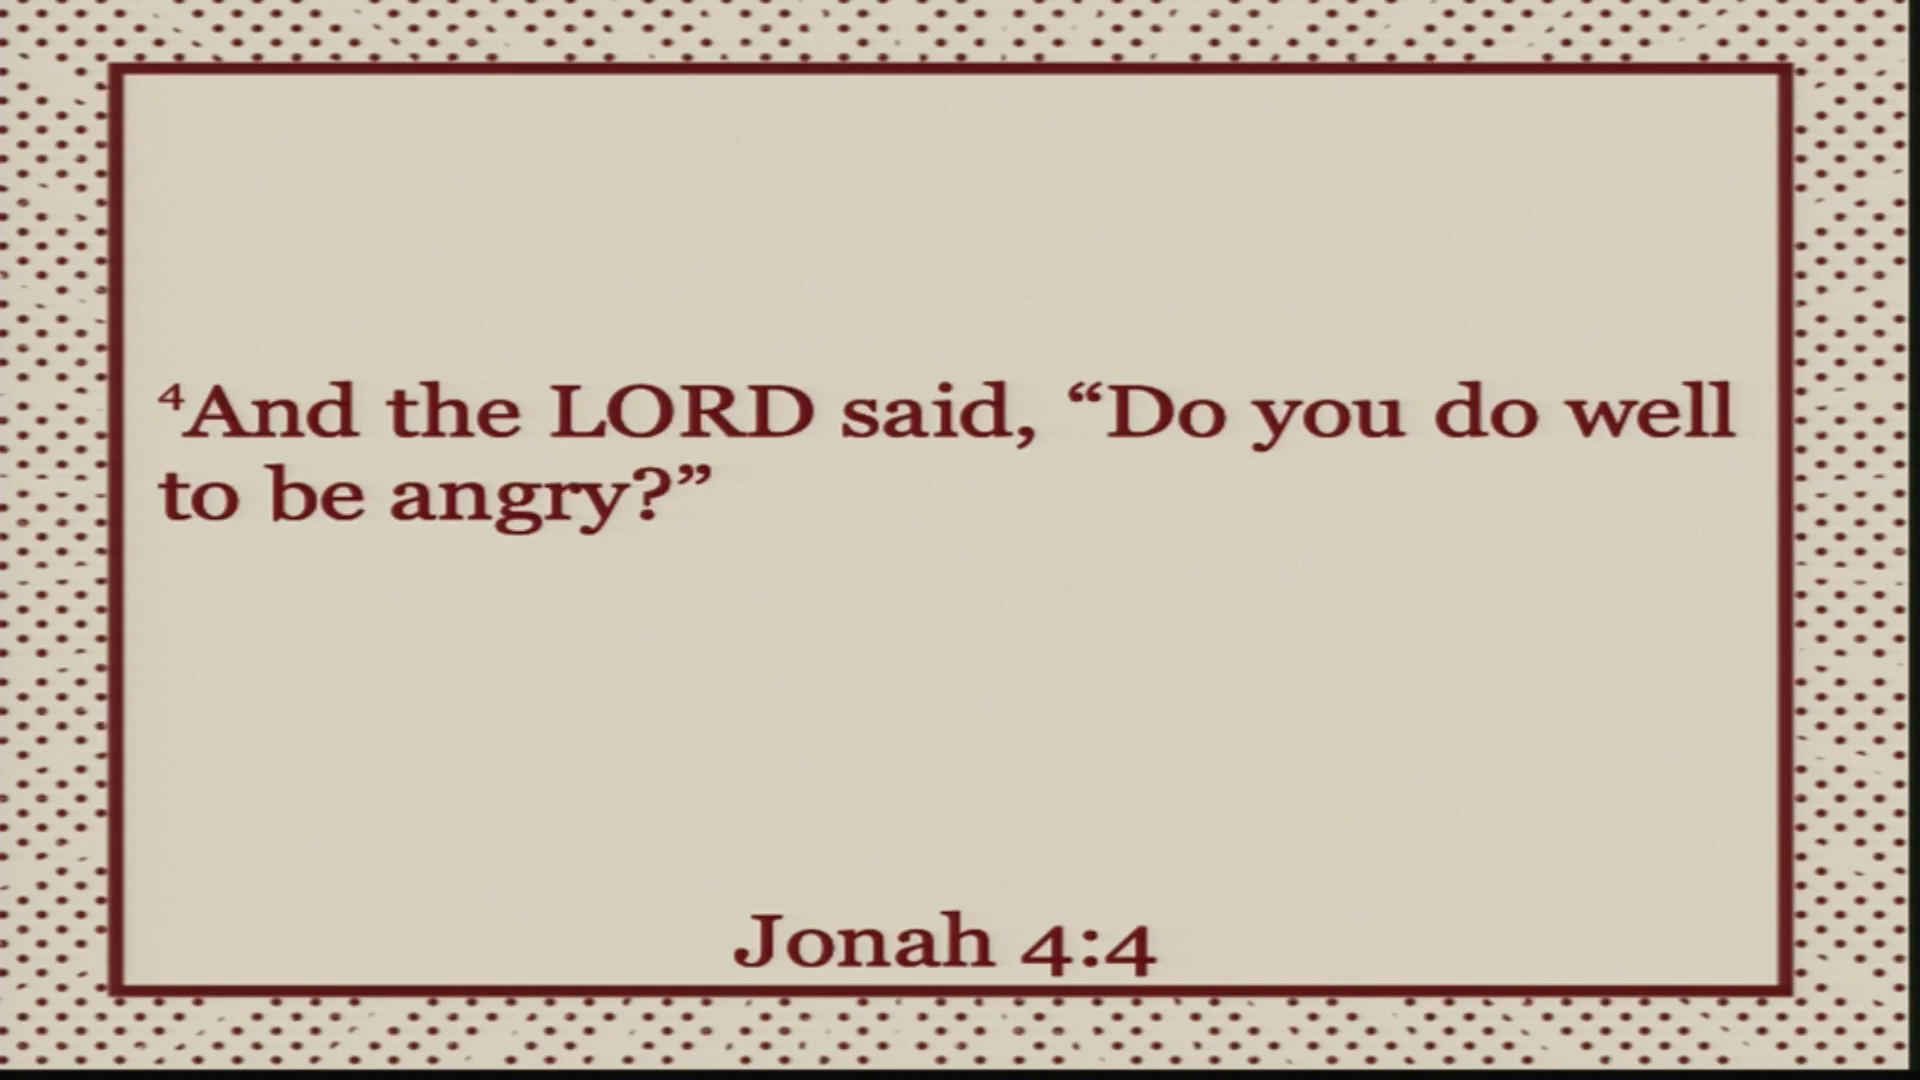 ⁴And the LORD said, “Do you do well
to be angry?”
Jonah 4:4